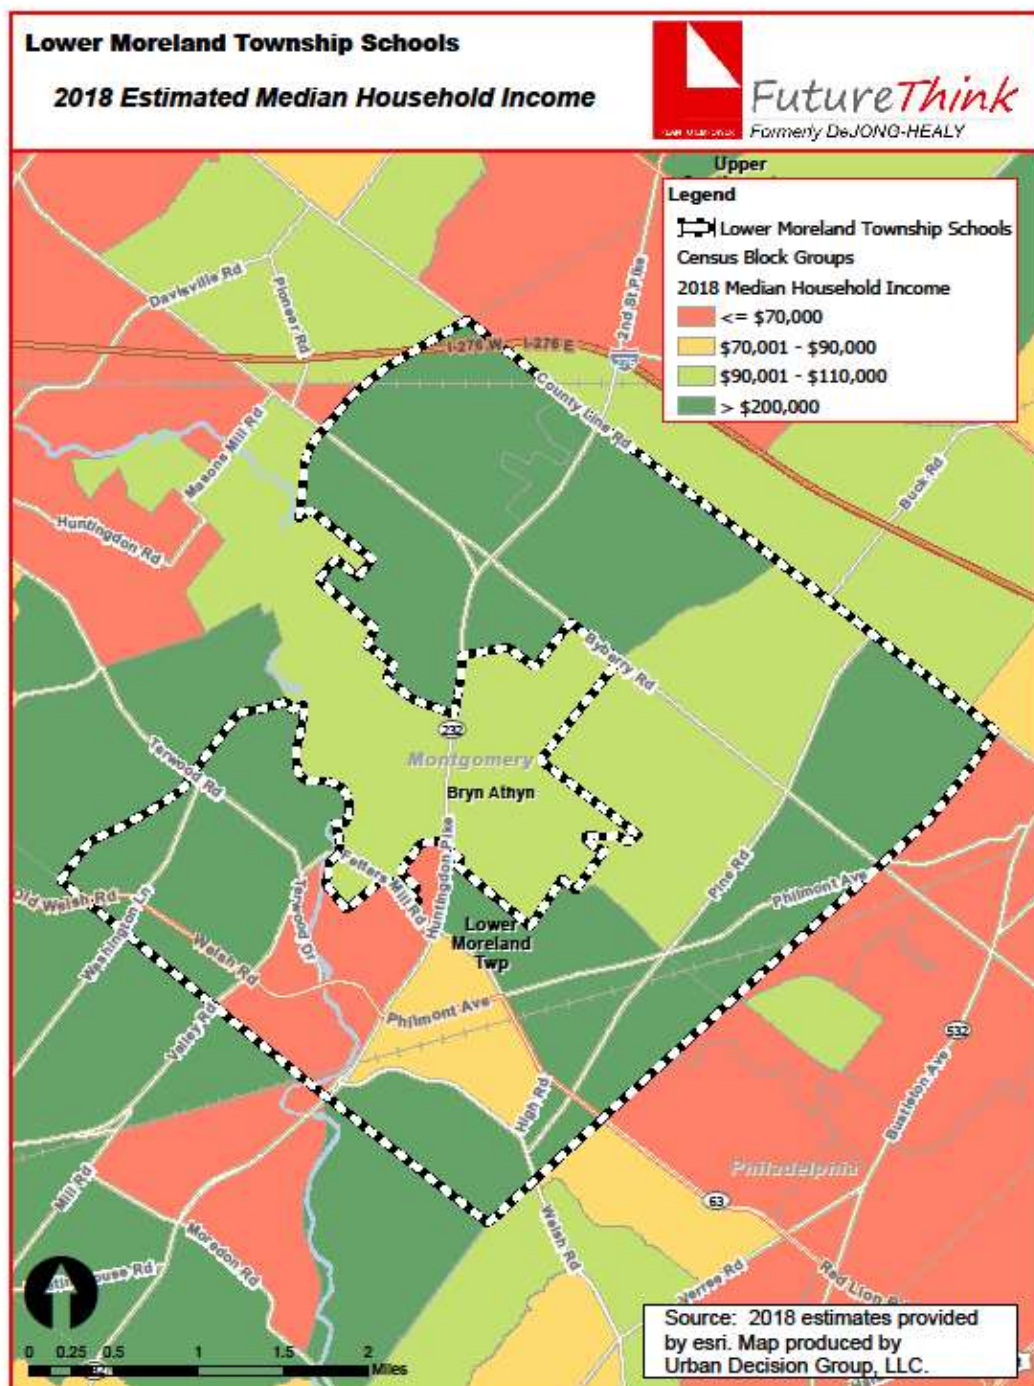 Lower Moreland Township Schools
2018 Estimated Median Household Income
FutureThink
Formerly DeJONG-HEALY
Upper
Legend
Lower Moreland Township Schools
Census Block Groups
2018 Median Household Income
<= $70,000
$70,001 - $90,000
$90,001 - $110,000
> $200,000
Davisville Rd
Pioneer Rd
2nd St Pike
I-276 W
I-276 E
County Line Rd
Masons Mill Rd
Huntingdon Rd
Buck Rd
Byberry Rd
232
Montgomery
Bryn Athyn
Terwood Rd
Huntingdon Pike
Pine Rd
Fetters Mill Rd
Philmont Ave
Old Welsh Rd
Washington Ln
Terwood Dr
Welsh Rd
Lower
Moreland
Twp
Philmont Ave
Valley Rd
532
Bustleton Ave
High Rd
Philadelphia
63
Mill Rd
Moredon Rd
Welsh Rd
Verree Rd
Red Lion
House Rd
0 0.25 0.5 1 1.5 2
Miles
Source: 2018 estimates provided
by esri. Map produced by
Urban Decision Group, LLC.